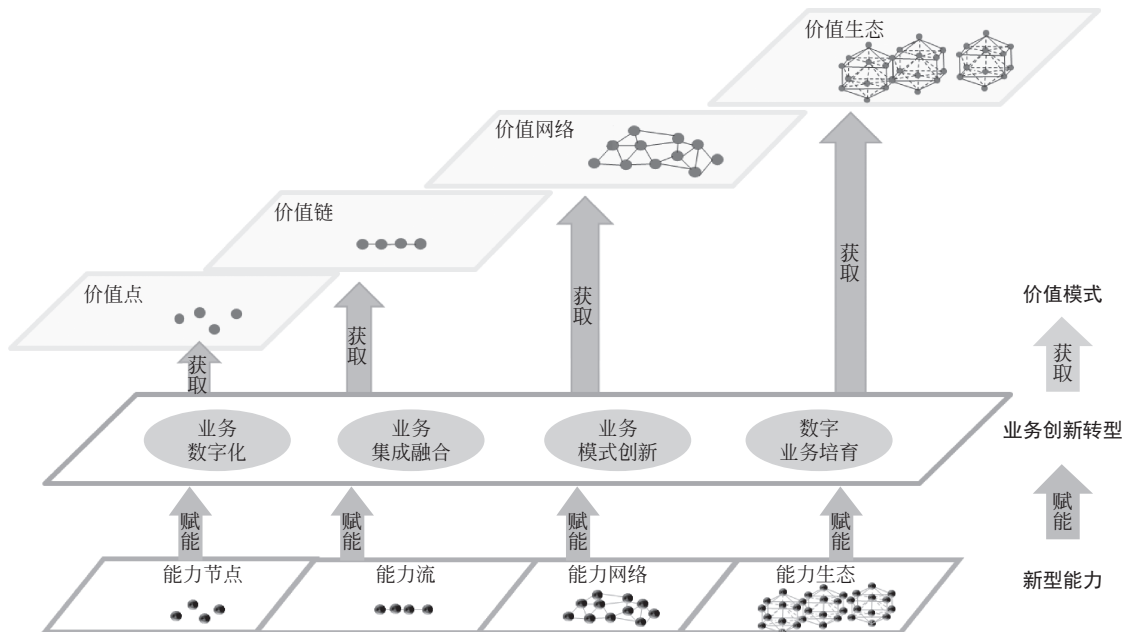 价值生态
价值网络
价值链
价值点
获取
获取
获取
获取
价值模式
获取
业务
数字化
业务
集成融合
业务
模式创新
数字
业务培育
业务创新转型
赋能
赋能
赋能
赋能
赋能
能力节点
能力流
能力网络
能力生态
新型能力